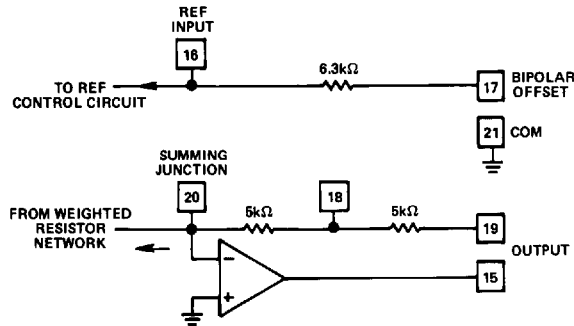 REF
INPUT
16
6.3kΩ
TO REF
CONTROL CIRCUIT
17
BIPOLAR
OFFSET
21
COM
SUMMING
JUNCTION
20
18
FROM WEIGHTED
RESISTOR
NETWORK
5kΩ
5kΩ
19
OUTPUT
15
−
+